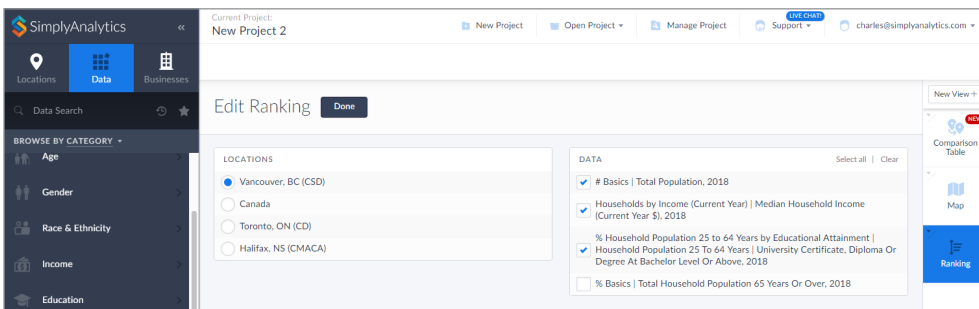 SimplyAnalytics «
Current Project:
New Project 2
New Project
Open Project
Manage Project
LIVE CHAT!
Support
charles@simplyanalytics.com
Locations
Data
Businesses
Data Search
BROWSE BY CATEGORY
Age
Gender
Race & Ethnicity
Income
Education
Edit Ranking
Done
LOCATIONS
Vancouver, BC (CSD)
Canada
Toronto, ON (CD)
Halifax, NS (CMACA)
DATA
Select all | Clear
# Basics | Total Population, 2018
Households by Income (Current Year) | Median Household Income
(Current Year $), 2018
% Household Population 25 to 64 Years by Educational Attainment |
Household Population 25 To 64 Years | University Certificate, Diploma Or
Degree At Bachelor Level Or Above, 2018
% Basics | Total Household Population 65 Years Or Over, 2018
New View +
NEW
Comparison
Table
Map
Ranking